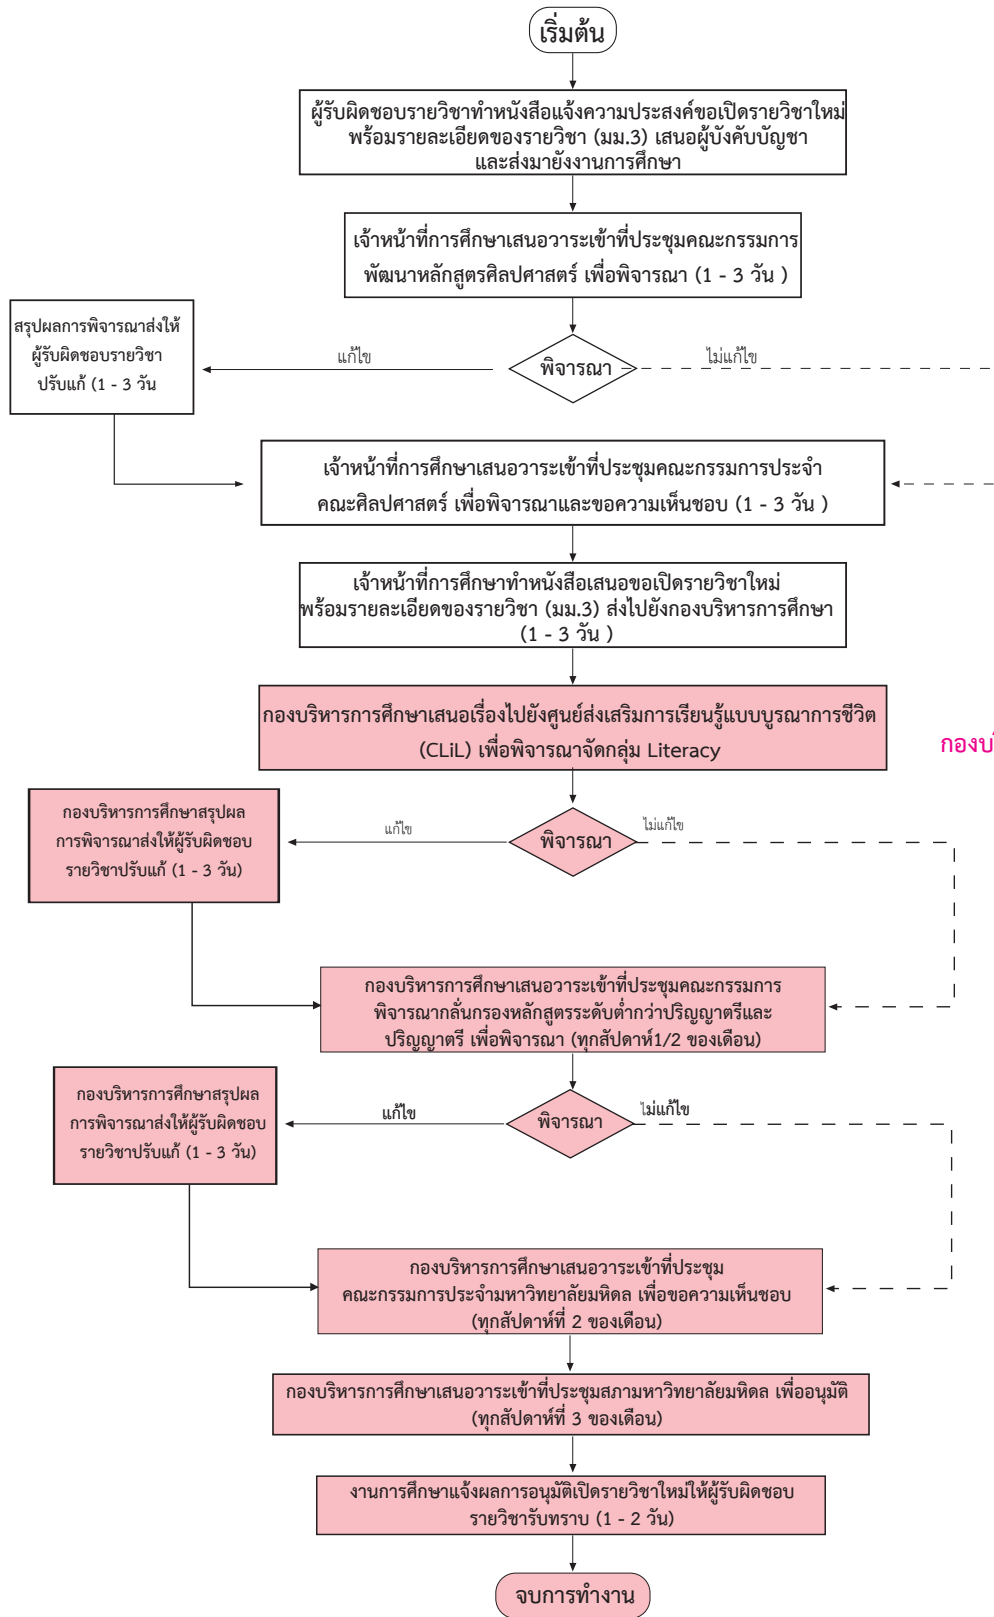 เริ่มต้น
ผู้รับผิดชอบรายวิชาทำหนังสือแจ้งความประสงค์ขอเปิดรายวิชาใหม่
พร้อมรายละเอียดของรายวิชา (มม.3) เสนอผู้บังคับบัญชา
และส่งมายังงานการศึกษา
เจ้าหน้าที่การศึกษาเสนอวาระเข้าที่ประชุมคณะกรรมการ
พัฒนาหลักสูตรศิลปศาสตร์ เพื่อพิจารณา (1 - 3 วัน )
สรุปผลการพิจารณาส่งให้
ผู้รับผิดชอบรายวิชา
ปรับแก้ (1 - 3 วัน
แก้ไข
พิจารณา
ไม่แก้ไข
เจ้าหน้าที่การศึกษาเสนอวาระเข้าที่ประชุมคณะกรรมการประจำ
คณะศิลปศาสตร์ เพื่อพิจารณาและขอความเห็นชอบ (1 - 3 วัน )
เจ้าหน้าที่การศึกษาทำหนังสือเสนอขอเปิดรายวิชาใหม่
พร้อมรายละเอียดของรายวิชา (มม.3) ส่งไปยังกองบริหารการศึกษา
(1 - 3 วัน )
กองบริหารการศึกษาเสนอเรื่องไปยังศูนย์ส่งเสริมการเรียนรู้แบบบูรณาการชีวิต
(CLiL) เพื่อพิจารณาจัดกลุ่ม Literacy
กองบ
กองบริหารการศึกษาสรุปผล
การพิจารณาส่งให้ผู้รับผิดชอบ
รายวิชาปรับแก้ (1 - 3 วัน)
แก้ไข
พิจารณา
ไม่แก้ไข
กองบริหารการศึกษาเสนอวาระเข้าที่ประชุมคณะกรรมการ
พิจารณากลั่นกรองหลักสูตรระดับต่ำกว่าปริญญาตรีและ
ปริญญาตรี เพื่อพิจารณา (ทุกสัปดาห์1/2 ของเดือน)
กองบริหารการศึกษาสรุปผล
การพิจารณาส่งให้ผู้รับผิดชอบ
รายวิชาปรับแก้ (1 - 3 วัน)
แก้ไข
พิจารณา
ไม่แก้ไข
กองบริหารการศึกษาเสนอวาระเข้าที่ประชุม
คณะกรรมการประจำมหาวิทยาลัยมหิดล เพื่อขอความเห็นชอบ
(ทุกสัปดาห์ที่ 2 ของเดือน)
กองบริหารการศึกษาเสนอวาระเข้าที่ประชุมสภามหาวิทยาลัยมหิดล เพื่ออนุมัติ
(ทุกสัปดาห์ที่ 3 ของเดือน)
งานการศึกษาแจ้งผลการอนุมัติเปิดรายวิชาใหม่ให้ผู้รับผิดชอบ
รายวิชารับทราบ (1 - 2 วัน)
จบการทำงาน